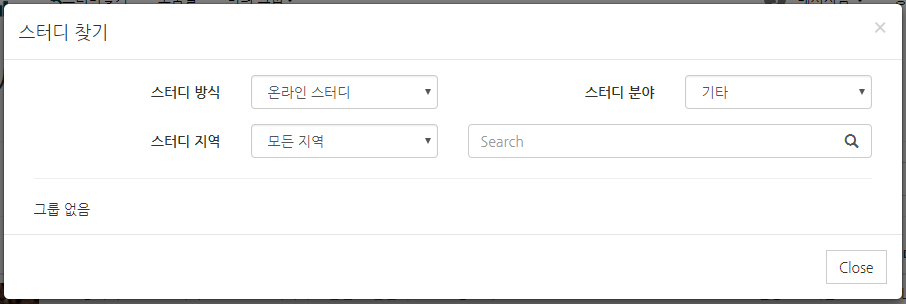 스터디 찾기 ×
스터디 방식 온라인 스터디 스터디 분야 기타
스터디 지역 모든 지역 Search
그룹 없음
Close